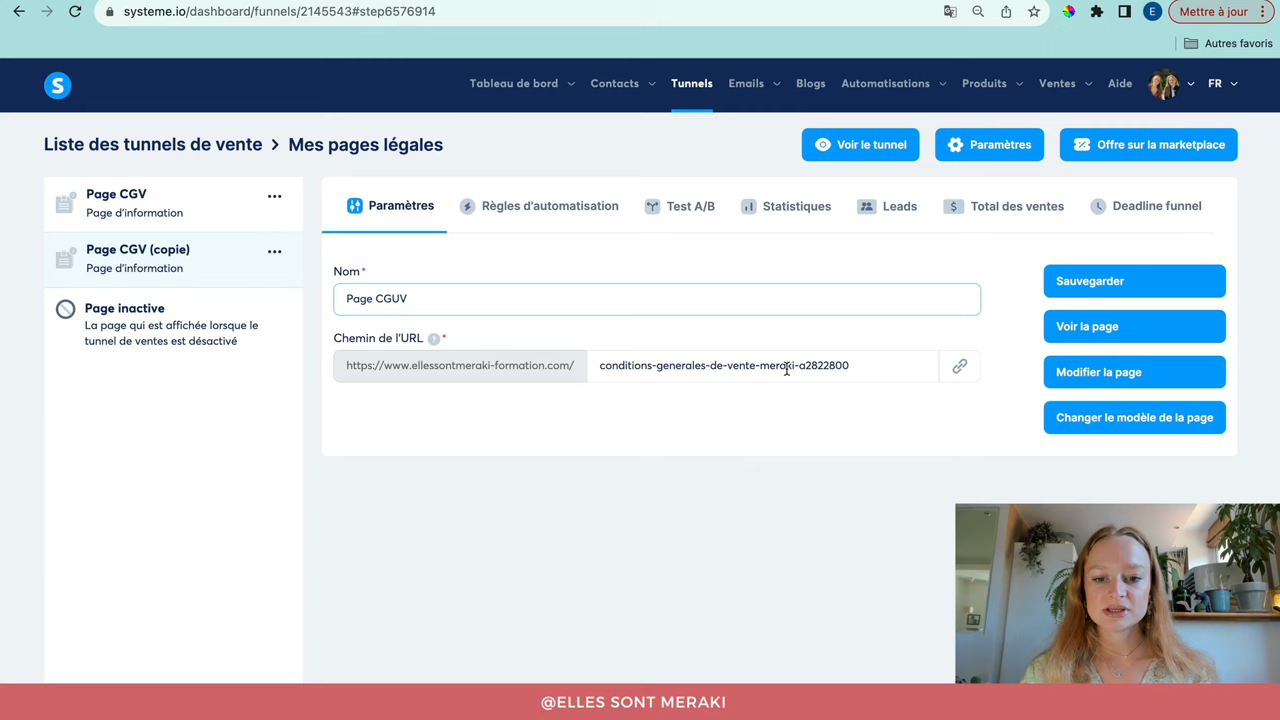 systeme.io/dashboard/funnels/2145543#step6576914
E
Mettre à jour
Autres favoris
S
Tableau de bord
Contacts
Tunnels
Emails
Blogs
Automatisations
Produits
Ventes
Aide
FR
Liste des tunnels de vente > Mes pages légales
Voir le tunnel
Paramètres
Offre sur la marketplace
Page CGV
Page d'information
Page CGV (copie)
Page d'information
Page inactive
La page qui est affichée lorsque le
tunnel de ventes est désactivé
Paramètres
Règles d'automatisation
Test A/B
Statistiques
Leads
$ Total des ventes
Deadline funnel
Nom *
Page CGUV
Chemin de l'URL ? *
https://www.ellessontmeraki-formation.com/
conditions-generales-de-vente-meraki-a2822800
Sauvegarder
Voir la page
Modifier la page
Changer le modèle de la page
@ELLES SONT MERAKI